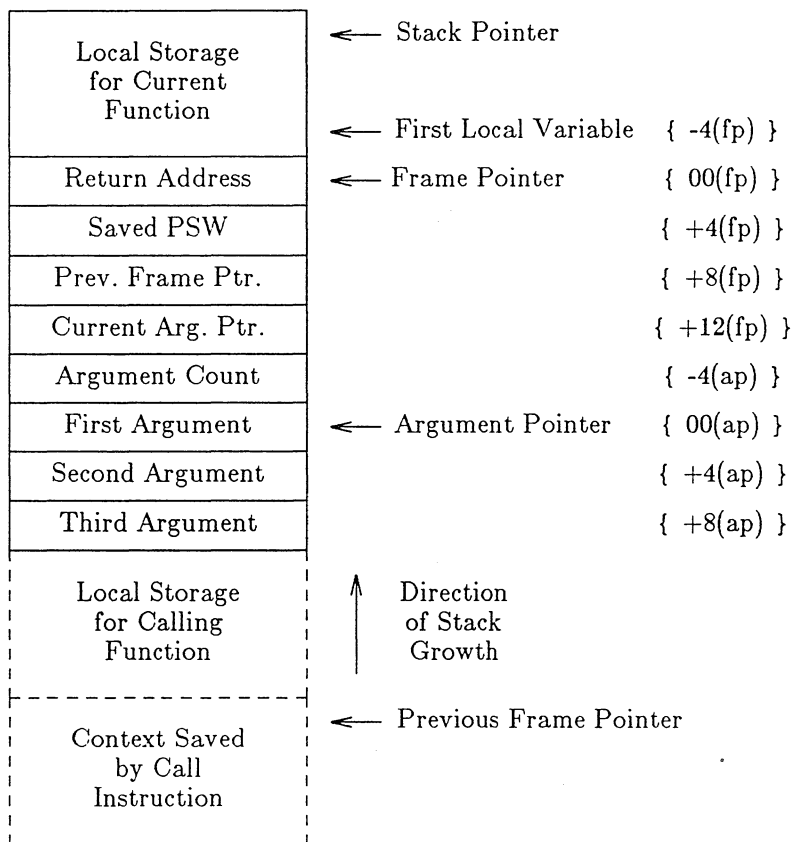 Local Storage
for Current
Function
Stack Pointer
First Local Variable { -4(fp) }
Return Address Frame Pointer { 00(fp) }
Saved PSW { +4(fp) }
Prev. Frame Ptr. { +8(fp) }
Current Arg. Ptr. { +12(fp) }
Argument Count { -4(ap) }
First Argument Argument Pointer { 00(ap) }
Second Argument { +4(ap) }
Third Argument { +8(ap) }
Local Storage
for Calling
Function
Direction
of Stack
Growth
Previous Frame Pointer
Context Saved
by Call
Instruction